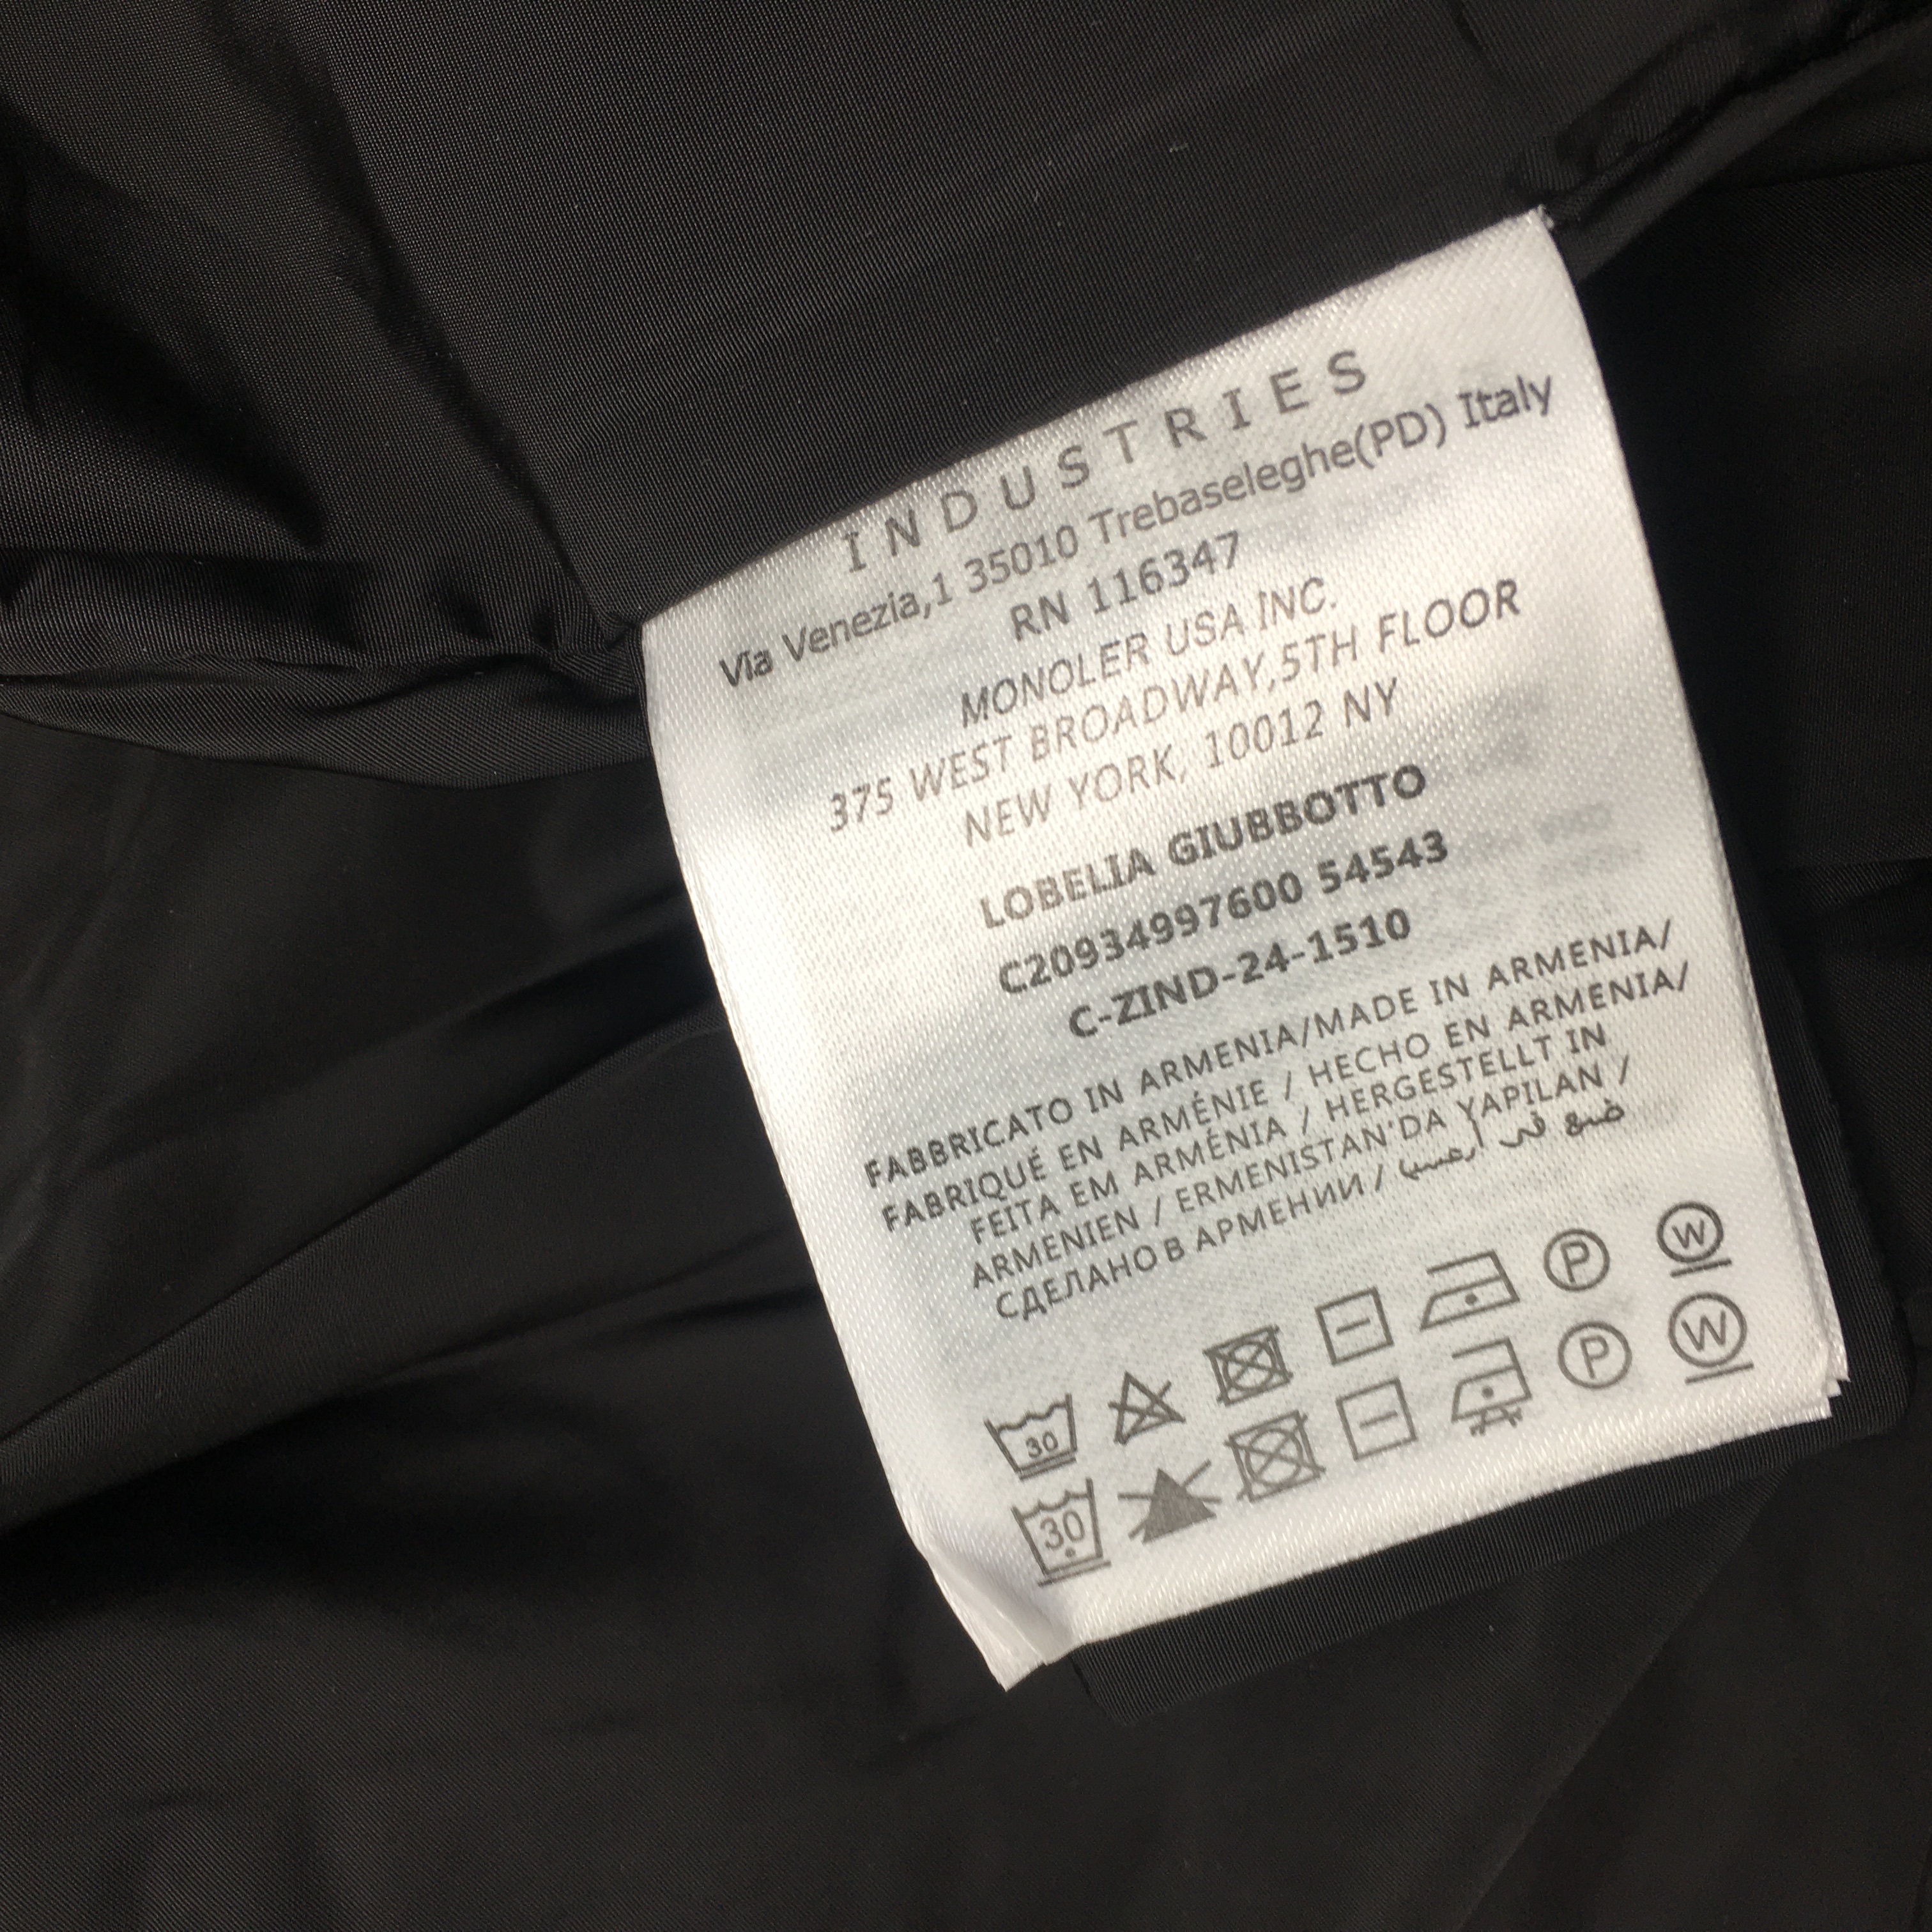 INDUSTRIES
Via Venezia,1 35010 Trebaseleghe(PD) Italy
RN 116347
MONOLER USA INC.
375 WEST BROADWAY,5TH FLOOR
NEW YORK, 10012 NY
LOBELIA GIUBBOTTO
C20934997600 54543
C-ZIND-24-1510
FABBRICATO IN ARMENIA/MADE IN ARMENIA/
FABRIQUÉ EN ARMÉNIE / HECHO EN ARMENIA/
FEITA EM ARMÉNIA / HERGESTELLT IN
ARMENIEN / ERMENISTAN'DA YAPILAN /
СДЕЛАНО В АРМЕНИИ /
30 P W
30 P W